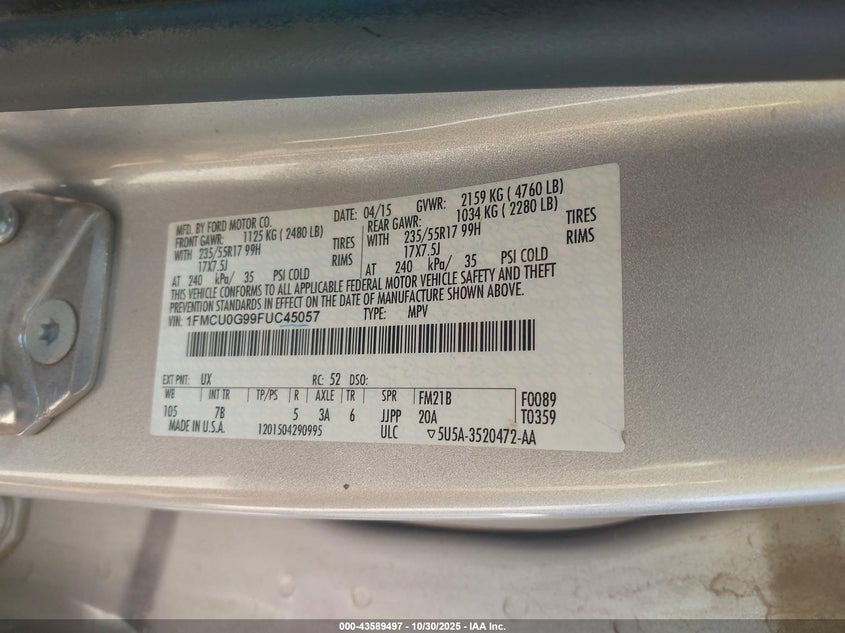 MFD. BY FORD MOTOR CO. DATE: 04/15 GVWR: 2159 KG ( 4760 LB)
FRONT GAWR: 1125 KG ( 2480 LB) REAR GAWR: 1034 KG ( 2280 LB)
WITH 235/55R17 99H TIRES WITH 235/55R17 99H TIRES
17X7.5J RIMS 17X7.5J RIMS
AT 240 kPa/ 35 PSI COLD AT 240 kPa/ 35 PSI COLD
THIS VEHICLE CONFORMS TO ALL APPLICABLE FEDERAL MOTOR VEHICLE SAFETY AND THEFT
PREVENTION STANDARDS IN EFFECT ON THE DATE OF MANUFACTURE SHOWN ABOVE.
VIN: 1FMCU0G99FUC45057 TYPE: MPV
EXT PNT: UX RC: 52 DSO:
WB INT TR TP/PS R AXLE TR SPR FM21B F0089
105 7B 5 3A 6 JJPP 20A T0359
MADE IN U.S.A. 1201504290995 ULC ▽5U5A-3520472-AA
000-43589497 - 10/30/2025 - IAA Inc.